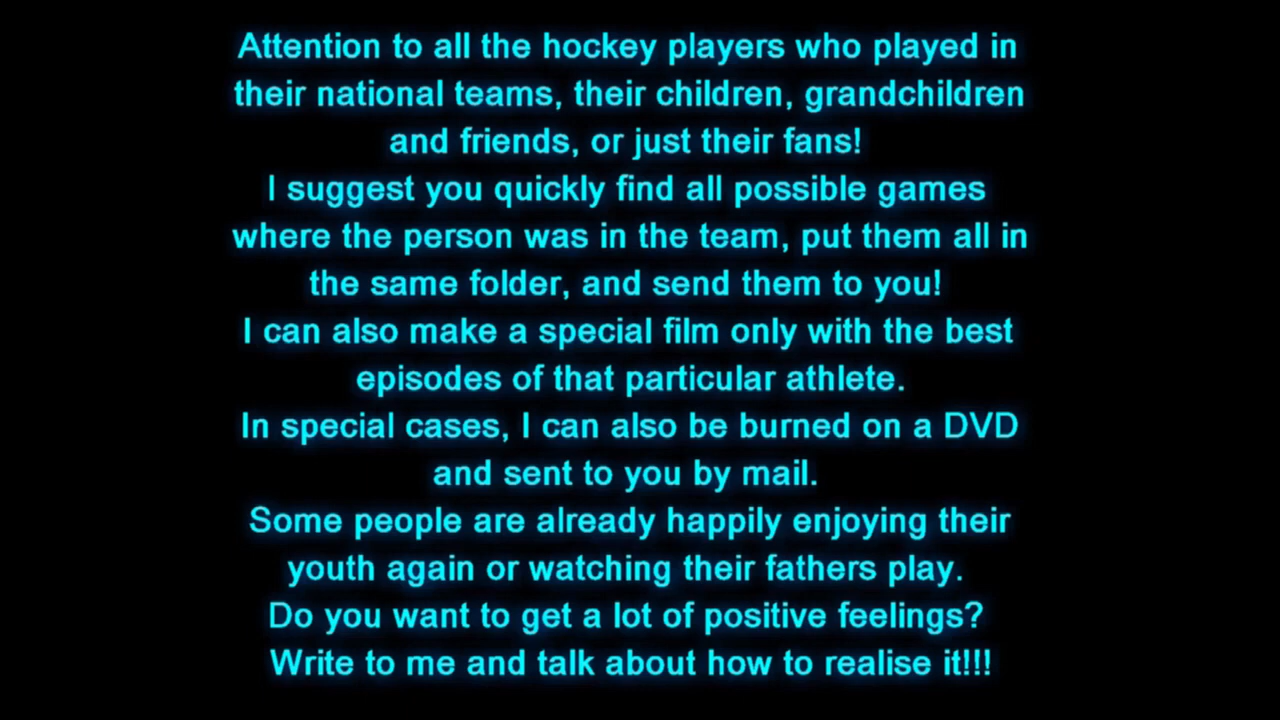 Attention to all the hockey players who played in
their national teams, their children, grandchildren
and friends, or just their fans!
I suggest you quickly find all possible games
where the person was in the team, put them all in
the same folder, and send them to you!
I can also make a special film only with the best
episodes of that particular athlete.
In special cases, I can also be burned on a DVD
and sent to you by mail.
Some people are already happily enjoying their
youth again or watching their fathers play.
Do you want to get a lot of positive feelings?
Write to me and talk about how to realise it!!!